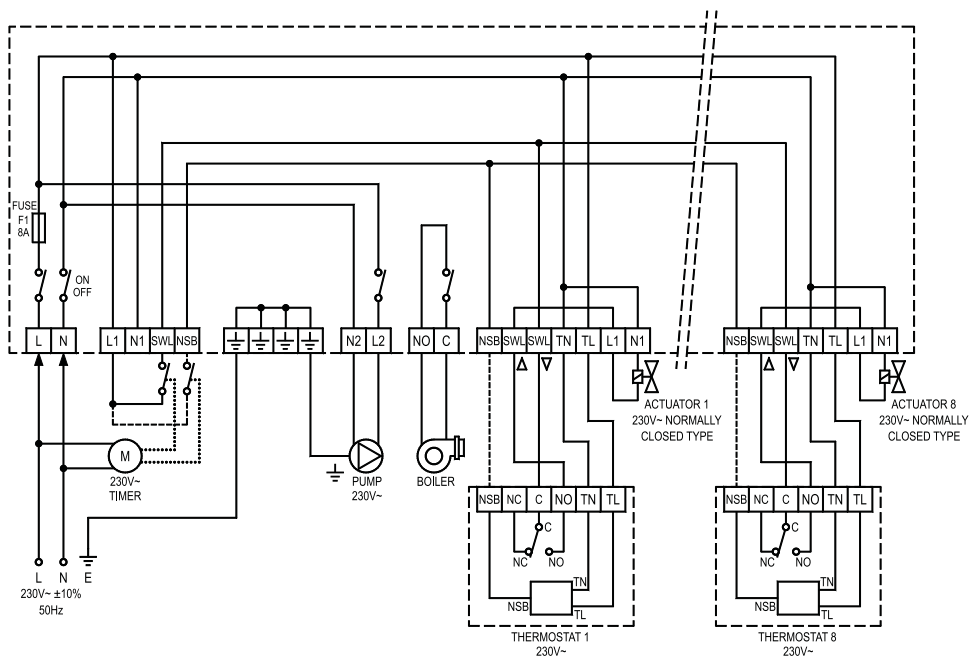 FUSE
F1
8A
ON
OFF
L N L1 N1 SWL NSB N2 L2 NO C NSB SWL SWL TN TL L1 N1 NSB SWL SWL TN TL L1 N1
ACTUATOR 1
230V~ NORMALLY
CLOSED TYPE
ACTUATOR 8
230V~ NORMALLY
CLOSED TYPE
M
230V~
TIMER
PUMP
230V~
BOILER
NSB NC C NO TN TL
NSB NC C NO TN TL
C
NC NO
C
NC NO
TN
NSB
TL
TN
NSB
TL
L N E
230V~ ±10%
50Hz
THERMOSTAT 1
230V~
THERMOSTAT 8
230V~